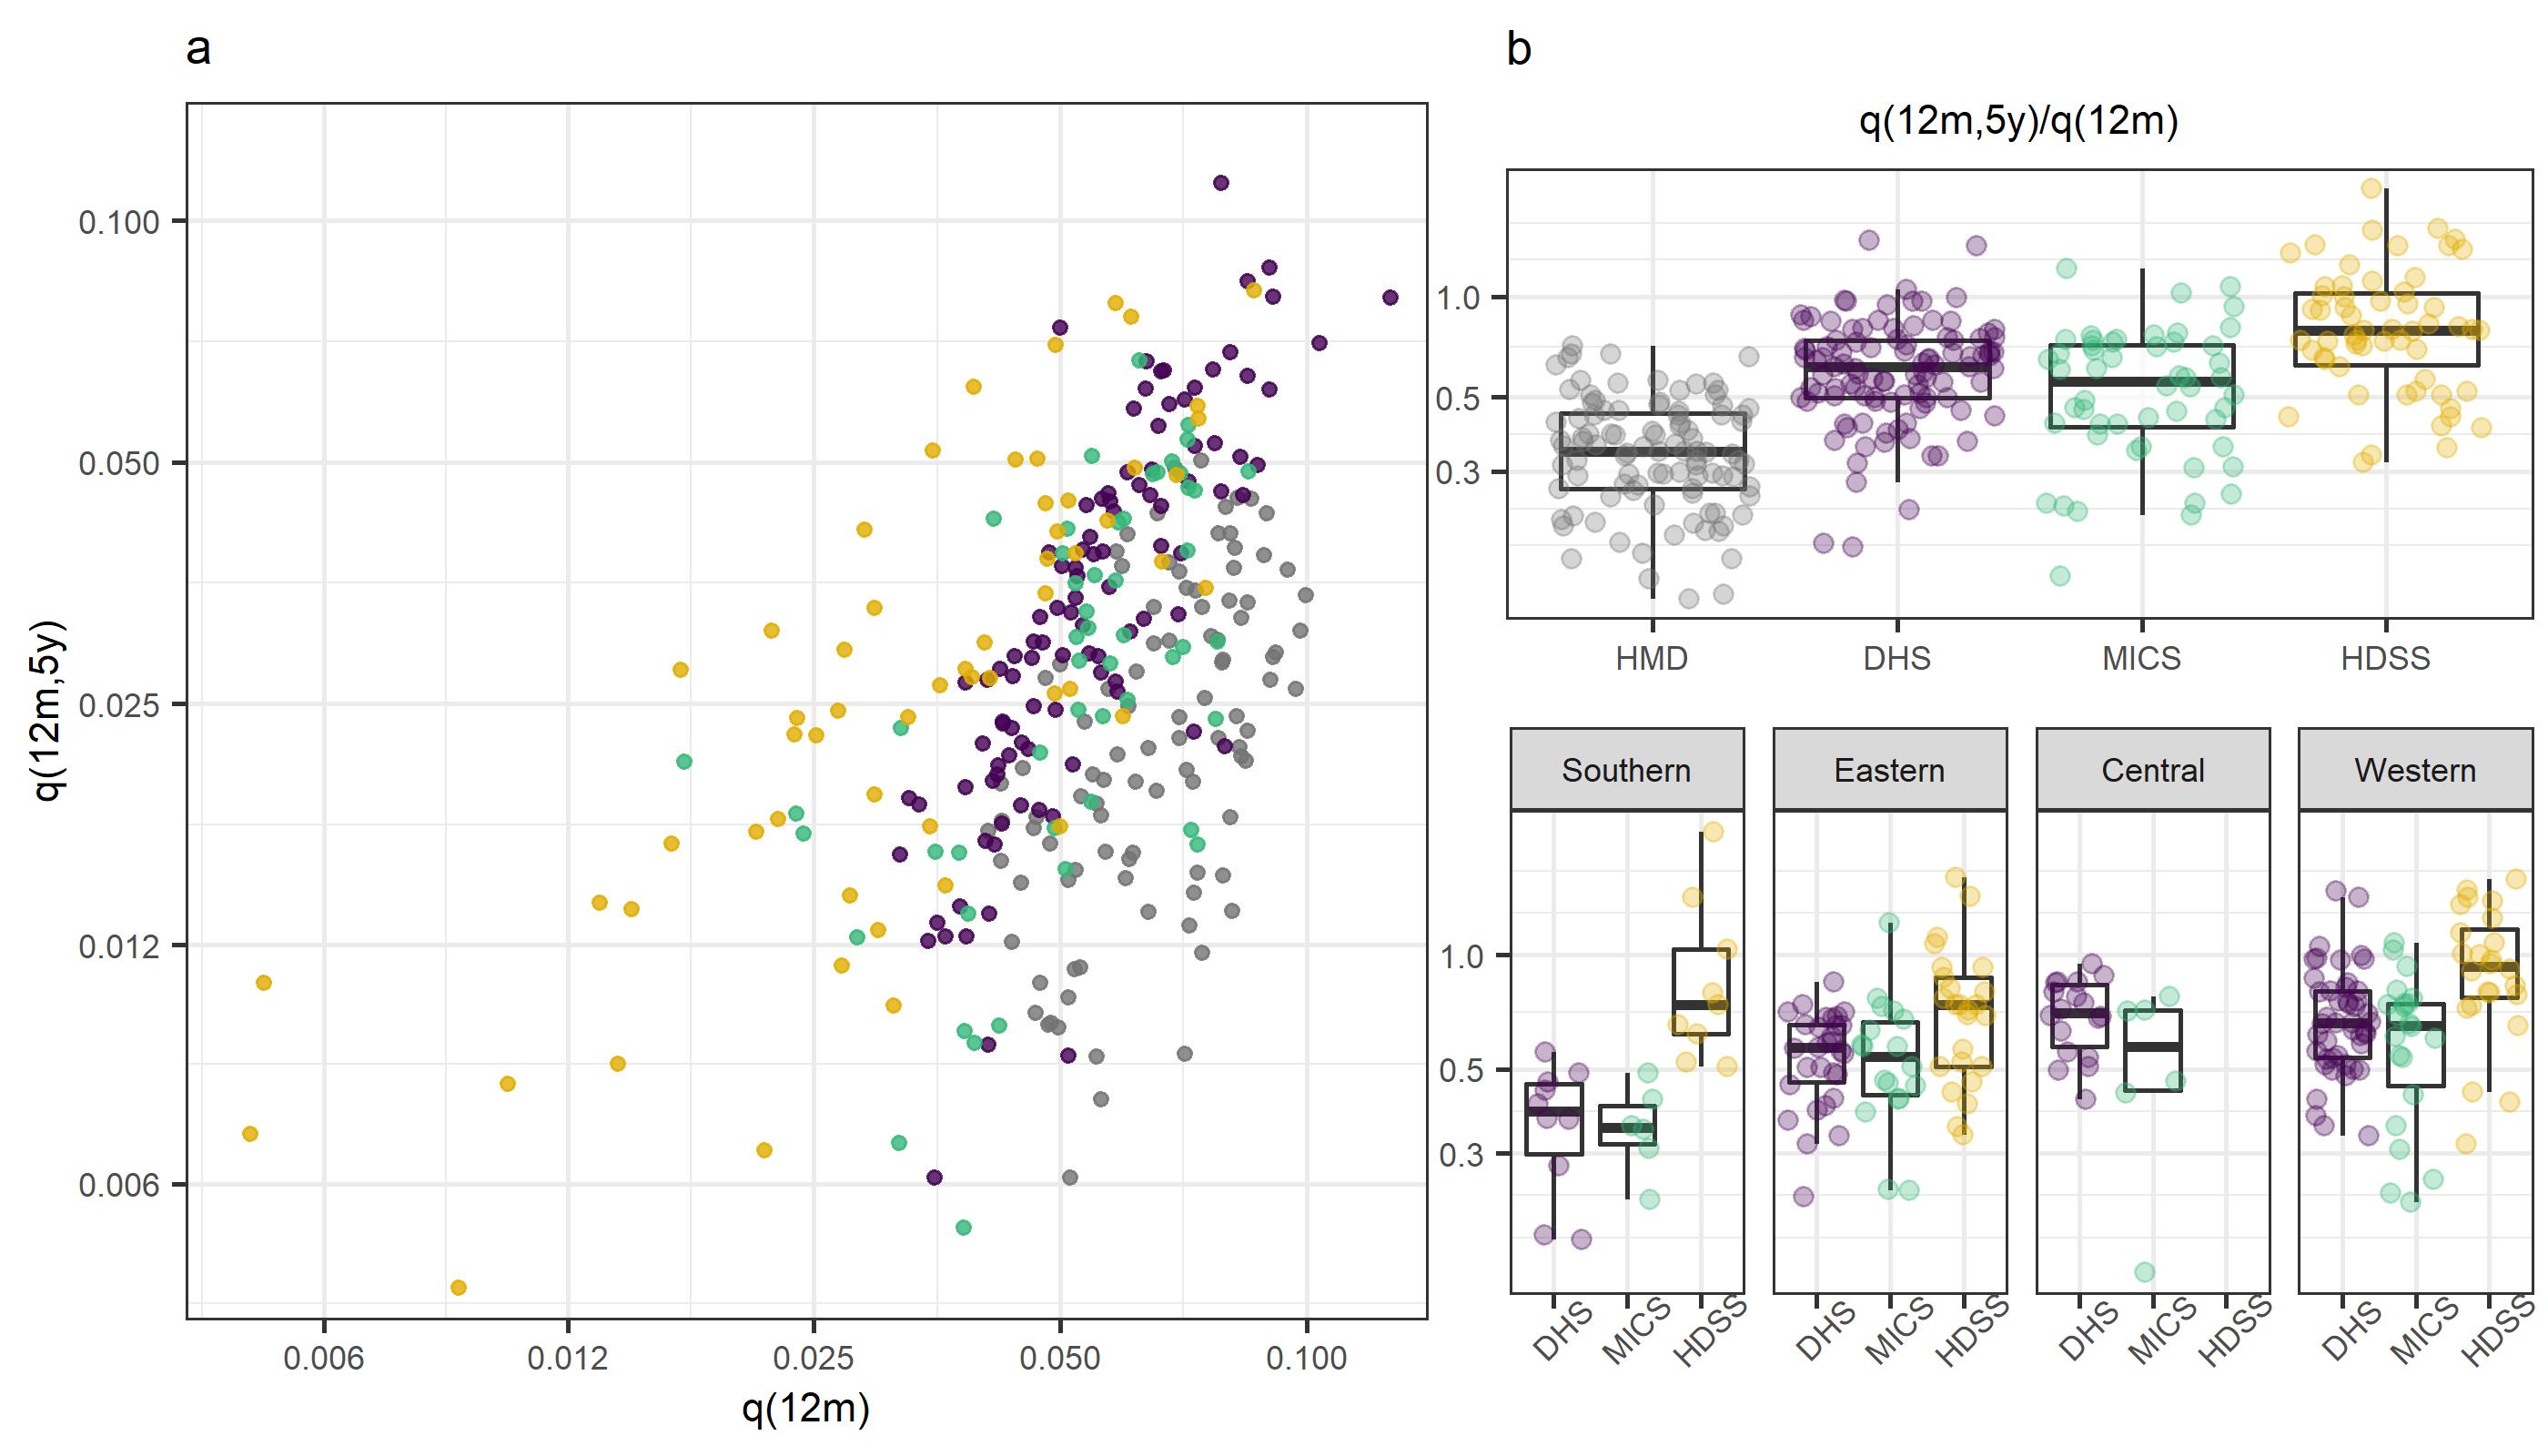 a
0.100
0.050
0.025
0.012
0.006
q(12m,5y)
0.006 0.012 0.025 0.050 0.100
q(12m)
b
q(12m,5y)/q(12m)
1.0
0.5
0.3
HMD DHS MICS HDSS
Southern Eastern Central Western
1.0
0.5
0.3
DHS MICS HDSS DHS MICS HDSS DHS MICS HDSS DHS MICS HDSS